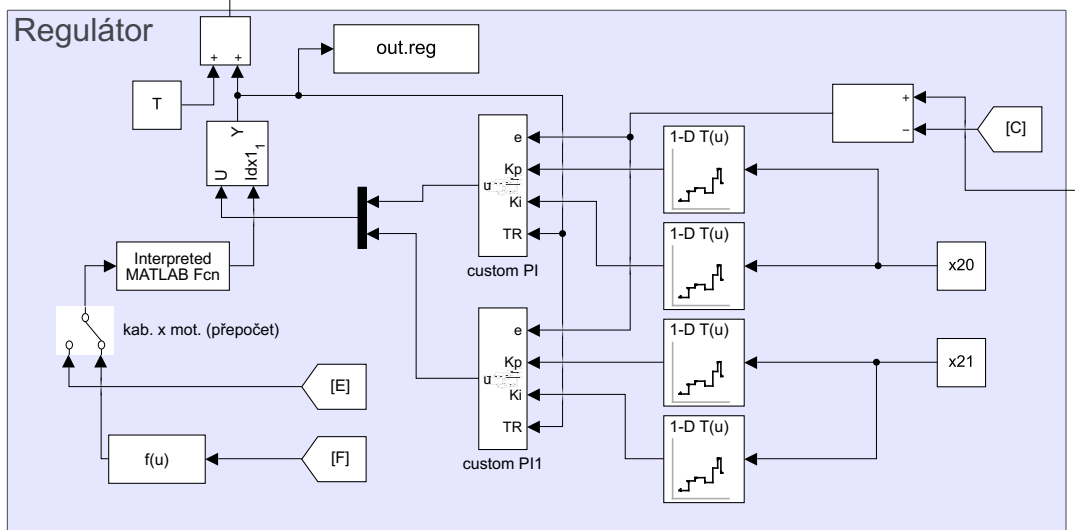 Regulátor
+
+
out.reg
T
+
−
[C]
Y
U
Idx1
1
e
Kp
u
Ki
TR
custom PI
1-D T(u)
1-D T(u)
x20
Interpreted
MATLAB Fcn
kab. x mot. (přepočet)
e
Kp
u
Ki
TR
custom PI1
1-D T(u)
1-D T(u)
x21
[E]
[F]
f(u)